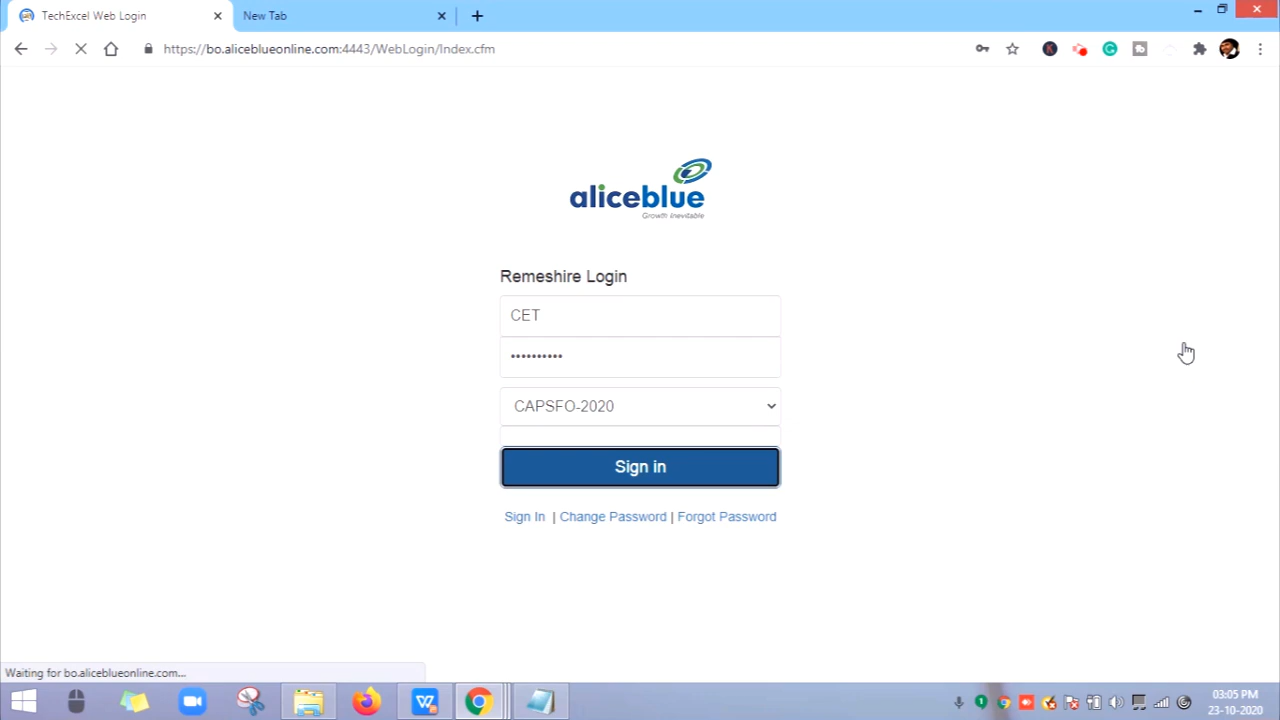 TechExcel Web Login
New Tab
https://bo.aliceblueonline.com:4443/WebLogin/Index.cfm
aliceblue
Growth Inevitable
Remeshire Login
CET
••••••••••
CAPSFO-2020
Sign in
Sign In | Change Password | Forgot Password
Waiting for bo.aliceblueonline.com...
03:05 PM
23-10-2020